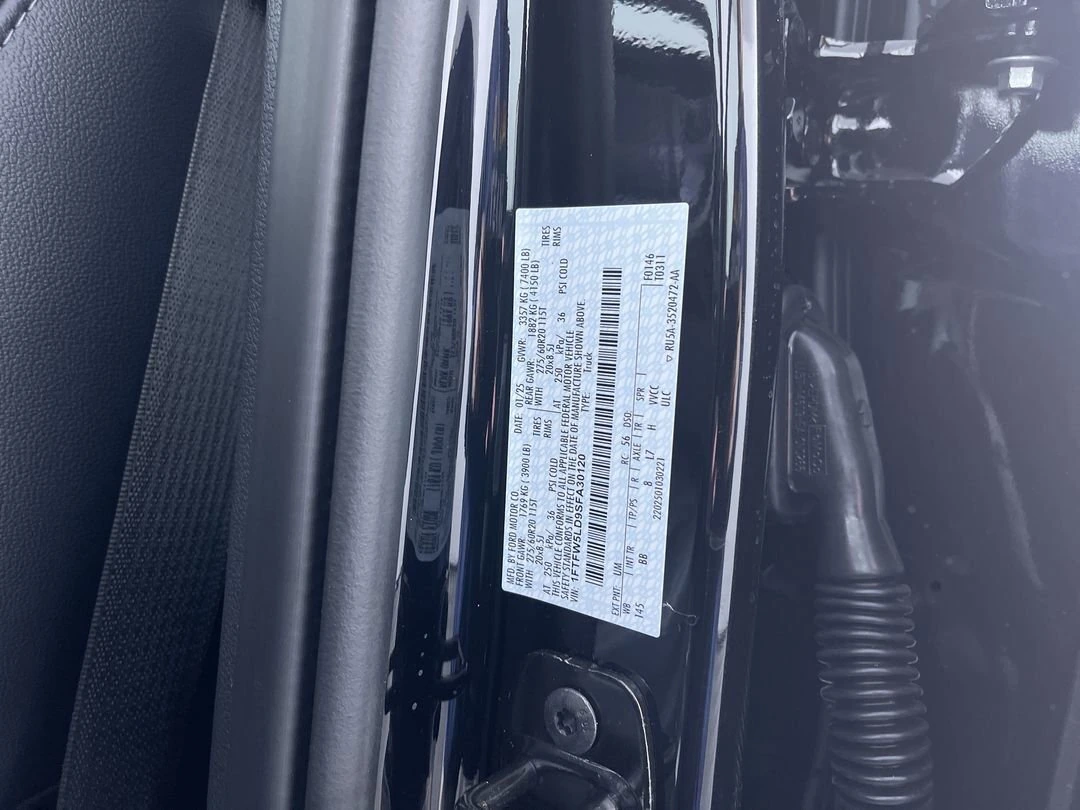 MFD. BY FORD MOTOR CO.
DATE: 01/25 GVWR: 3357 KG (7400 LB)
FRONT GAWR: 1769 KG (3900 LB) REAR GAWR: 1882 KG (4150 LB)
WITH 275/60R20 115T TIRES WITH 275/60R20 115T TIRES
20x8.5J RIMS 20x8.5J RIMS
AT 250 kPa/ 36 PSI COLD AT 250 kPa/ 36 PSI COLD
THIS VEHICLE CONFORMS TO ALL APPLICABLE FEDERAL MOTOR VEHICLE
SAFETY STANDARDS IN EFFECT ON THE DATE OF MANUFACTURE SHOWN ABOVE.
VIN: 1FTFW5LD9SFA30120 TYPE: Truck
EXT PNT: UM RC: 56 DSO: F0146
WB INT TR TP/PS R AXLE TR SPR T0311
145 BB 8 L7 H VVCC
220250103022] ULC ▽ RU5A-3520472-AA